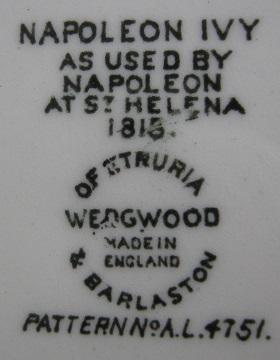 NAPOLEON IVY
AS USED BY
NAPOLEON
AT ST HELENA
1815.
OF ETRURIA
WEDGWOOD
MADE IN
ENGLAND
& BARLASTON
PATTERN No A.L. 4751.